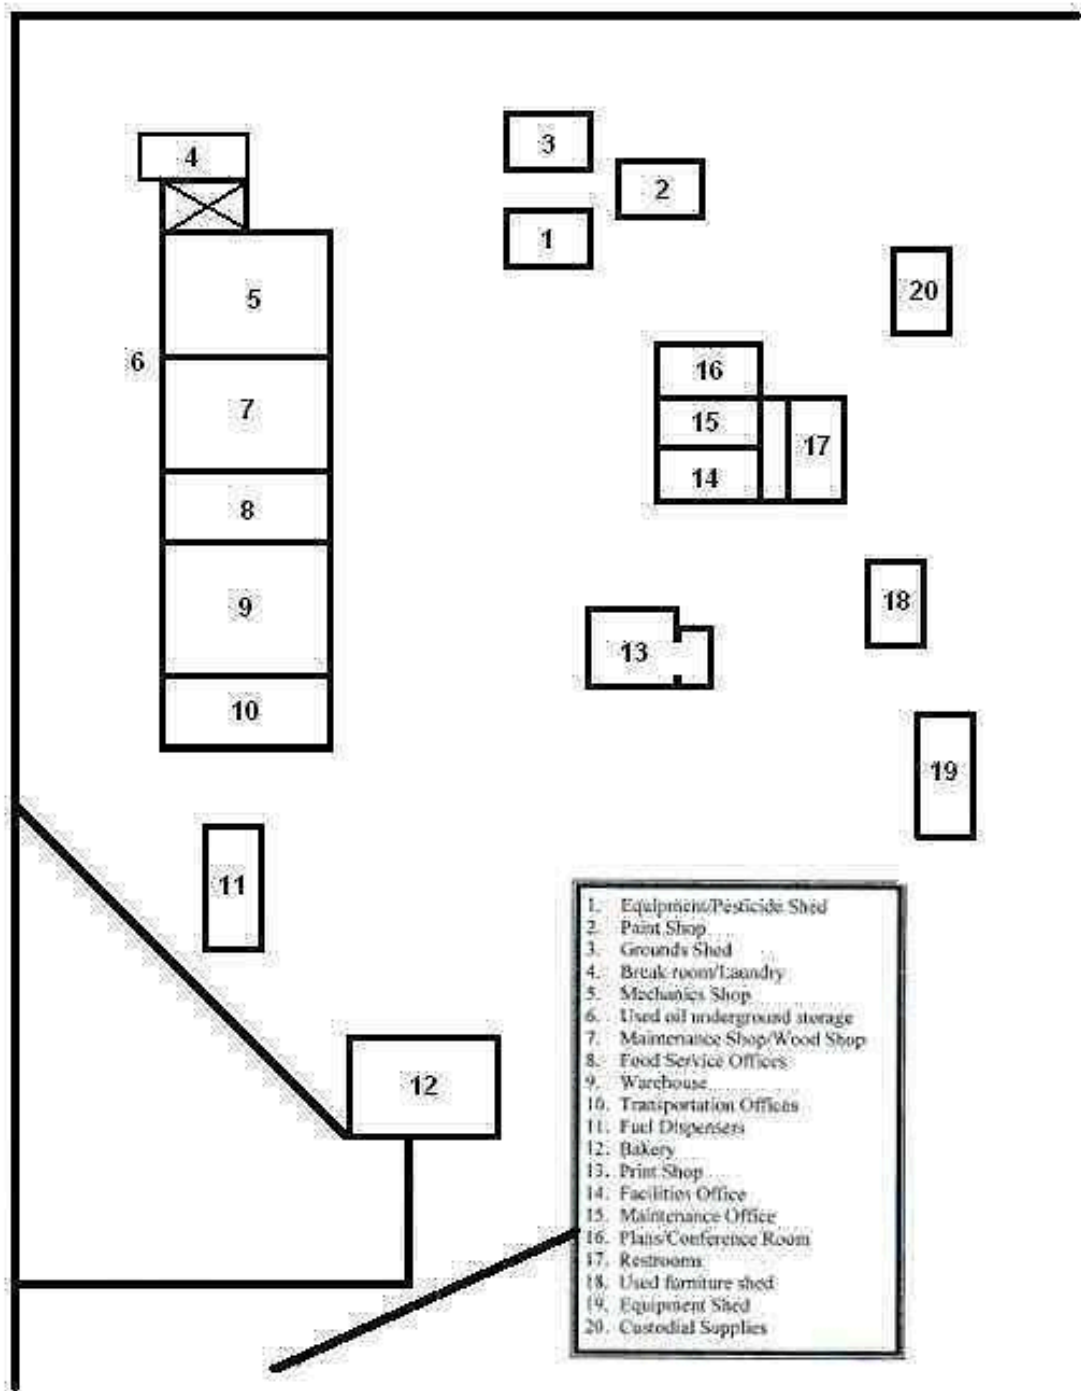 3
4
2
1
5
20
6
16
7
15
17
14
8
18
9
13
10
19
11
12
1. Equipment/Pesticide Shed
2. Paint Shop
3. Grounds Shed
4. Break room/Laundry
5. Mechanics Shop
6. Used oil underground storage
7. Maintenance Shop/Wood Shop
8. Food Service Offices
9. Warehouse
10. Transportation Offices
11. Fuel Dispensers
12. Bakery
13. Print Shop
14. Facilities Office
15. Maintenance Office
16. Plans/Conference Room
17. Restrooms
18. Used furniture shed
19. Equipment Shed
20. Custodial Supplies